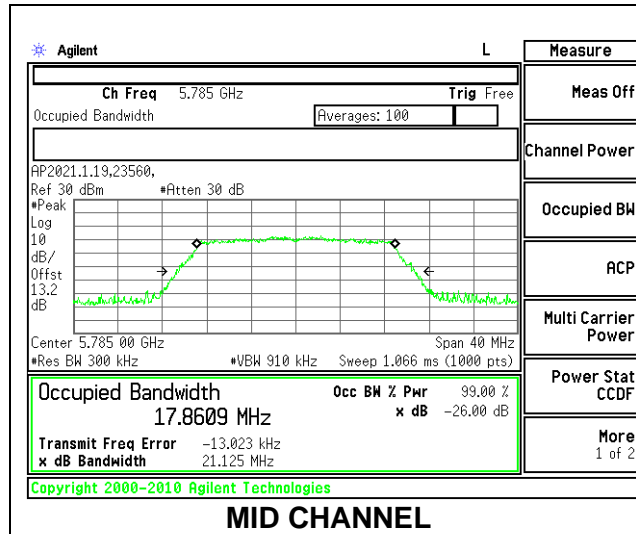 Agilent L Measure
Ch Freq 5.785 GHz Trig Free
Meas Off
Occupied Bandwidth Averages: 100
Channel Power
AP2021.1.19,23560,
Ref 30 dBm #Atten 30 dB
#Peak
Log
10
dB/
Offst
13.2
dB
Occupied BW
ACP
Center 5.785 00 GHz Span 40 MHz
#Res BW 300 kHz #VBW 910 kHz Sweep 1.066 ms (1000 pts)
Multi Carrier
Power
Occupied Bandwidth Occ BW % Pwr 99.00 %
17.8609 MHz x dB -26.00 dB
Power Stat
CCDF
Transmit Freq Error -13.023 kHz
x dB Bandwidth 21.125 MHz
More
1 of 2
Copyright 2000-2010 Agilent Technologies
MID CHANNEL